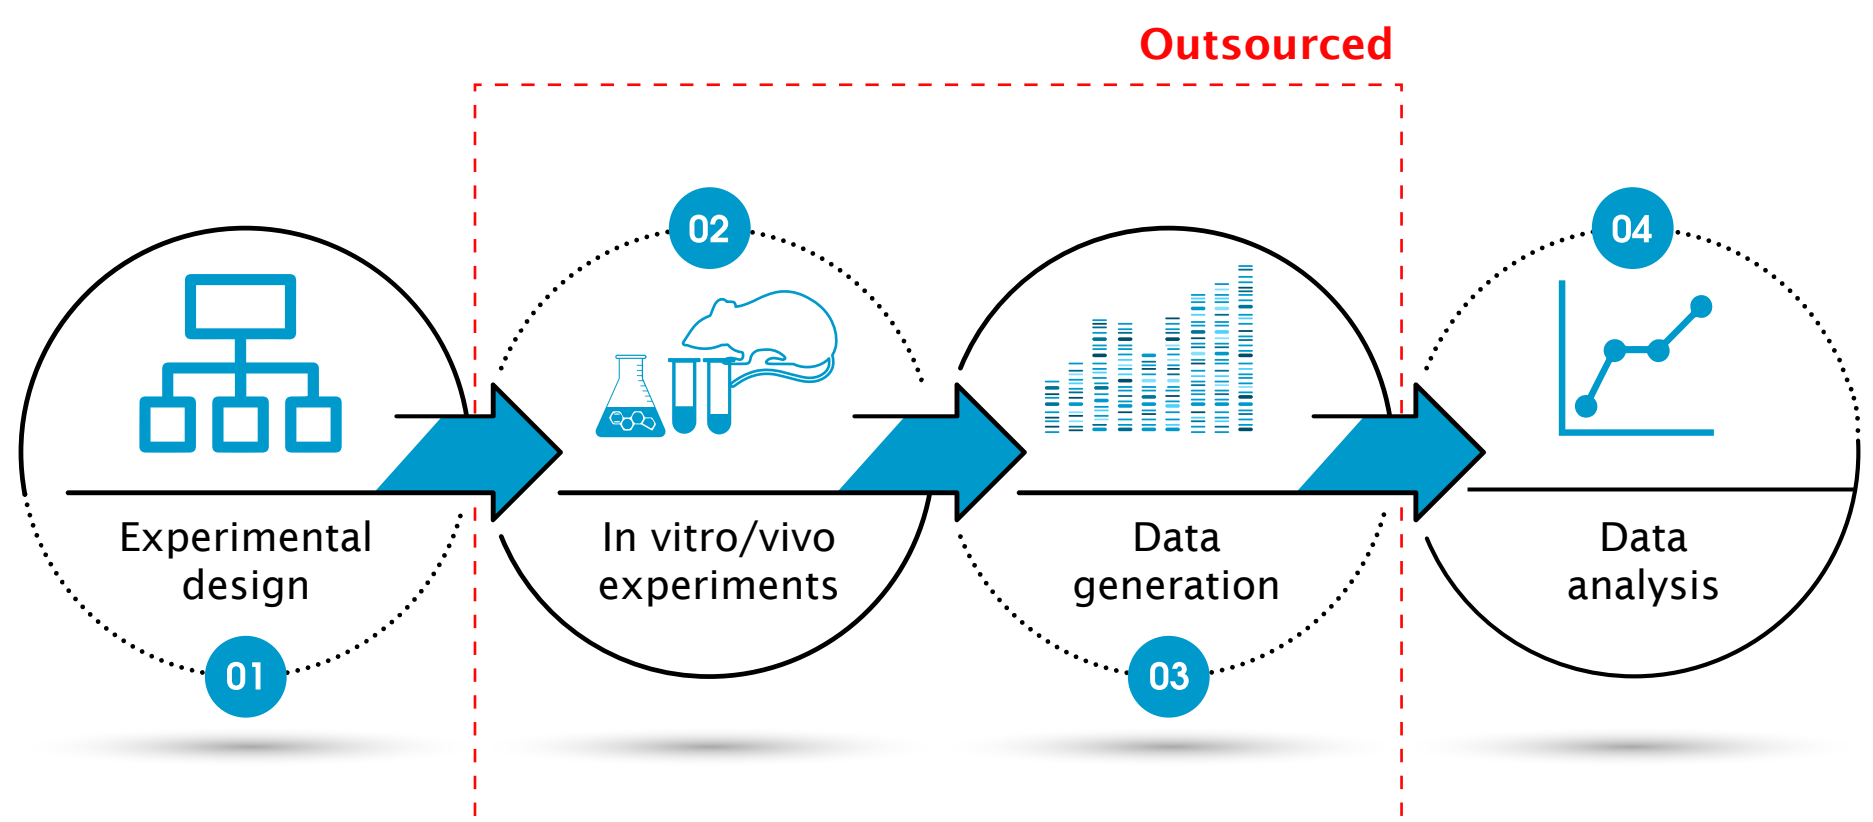 Outsourced
02
04
Experimental
design
In vitro/vivo
experiments
Data
generation
Data
analysis
01
03